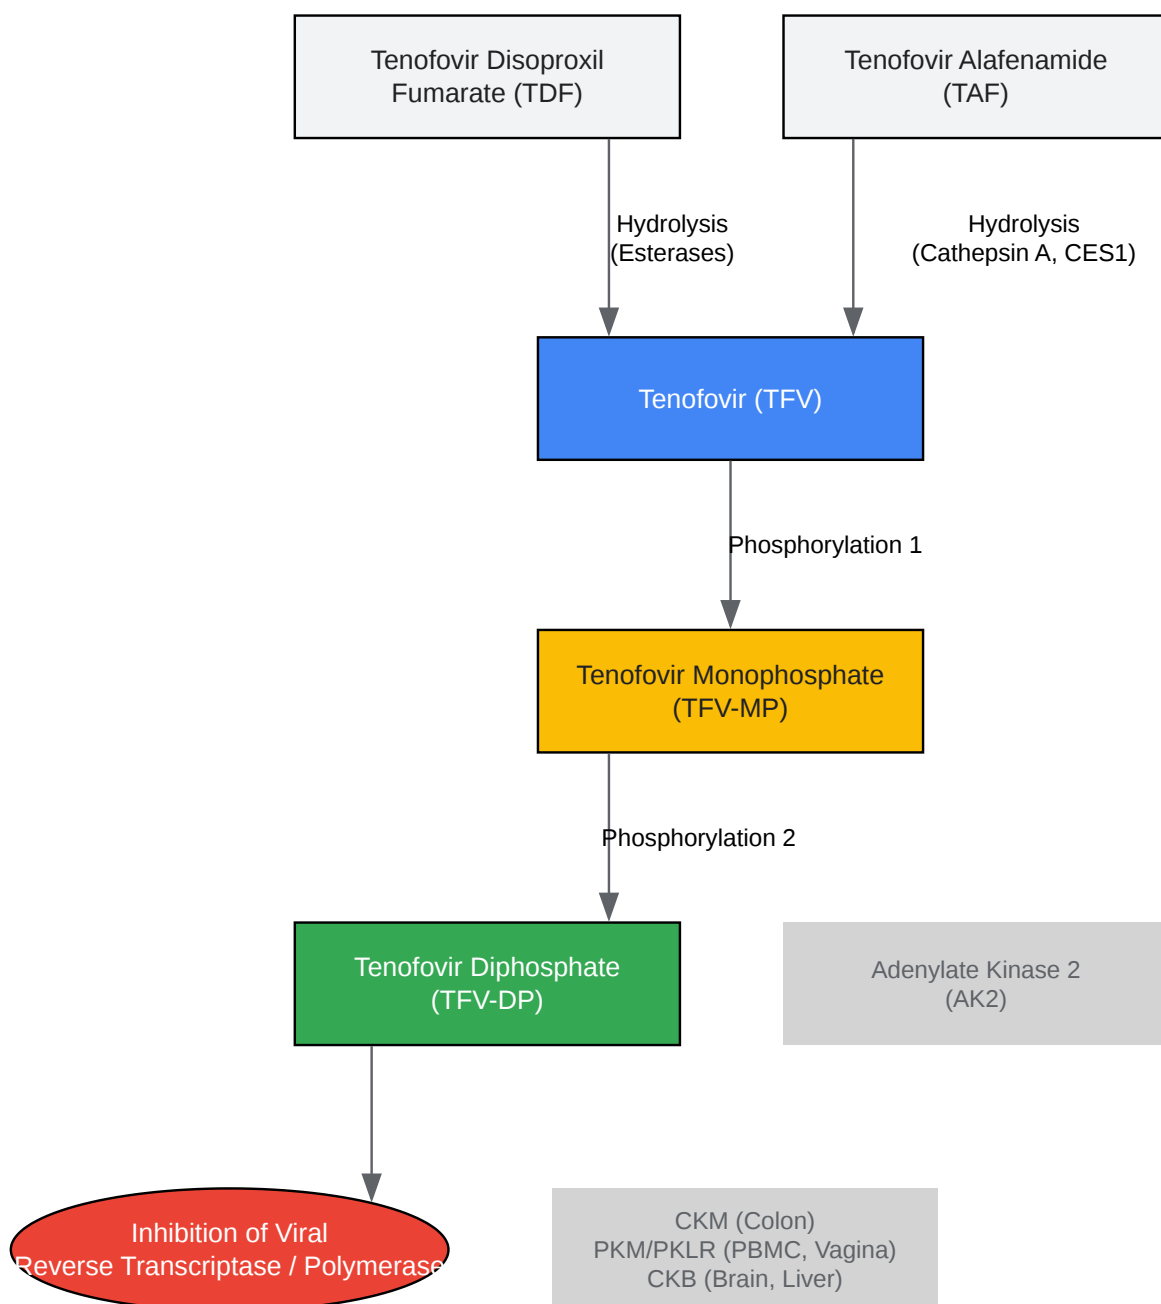 Tenofovir Disoproxil
Fumarate (TDF)
Tenofovir Alafenamide
(TAF)
Hydrolysis
(Esterases)
Hydrolysis
(Cathepsin A, CES1)
Tenofovir (TFV)
Phosphorylation 1
Tenofovir Monophosphate
(TFV-MP)
Phosphorylation 2
Tenofovir Diphosphate
(TFV-DP)
Adenylate Kinase 2
(AK2)
Inhibition of Viral
Reverse Transcriptase / Polymerase
CKM (Colon)
PKM/PKLR (PBMC, Vagina)
CKB (Brain, Liver)